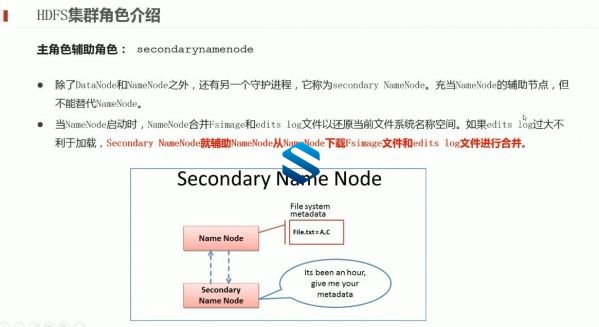 HDFS集群角色介绍
主角色辅助角色： secondarynamenode
除了DataNode和NameNode之外，还有另一个守护进程，它称为secondary NameNode。充当NameNode的辅助节点，但
不能替代NameNode。
当NameNode启动时，NameNode合并Fsimage和edits log文件以还原当前文件系统名称空间。如果edits log过大不
利于加载，Secondary NameNode就辅助NameNode从NameNode下载Fsimage文件和edits log文件进行合并。
Secondary Name Node
File system
metadata
File.txt = A,C
Name Node
Its been an hour,
give me your
metadata
Secondary
Name Node